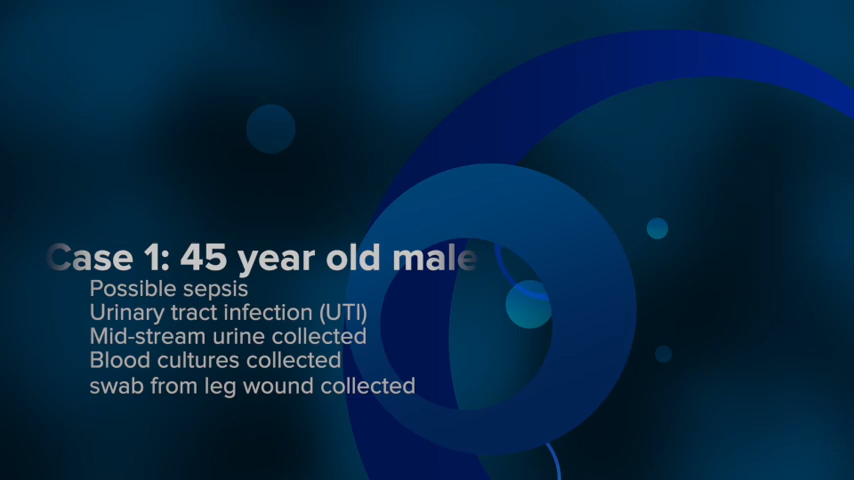 Case 1: 45 year old male
Possible sepsis
Urinary tract infection (UTI)
Mid-stream urine collected
Blood cultures collected
swab from leg wound collected